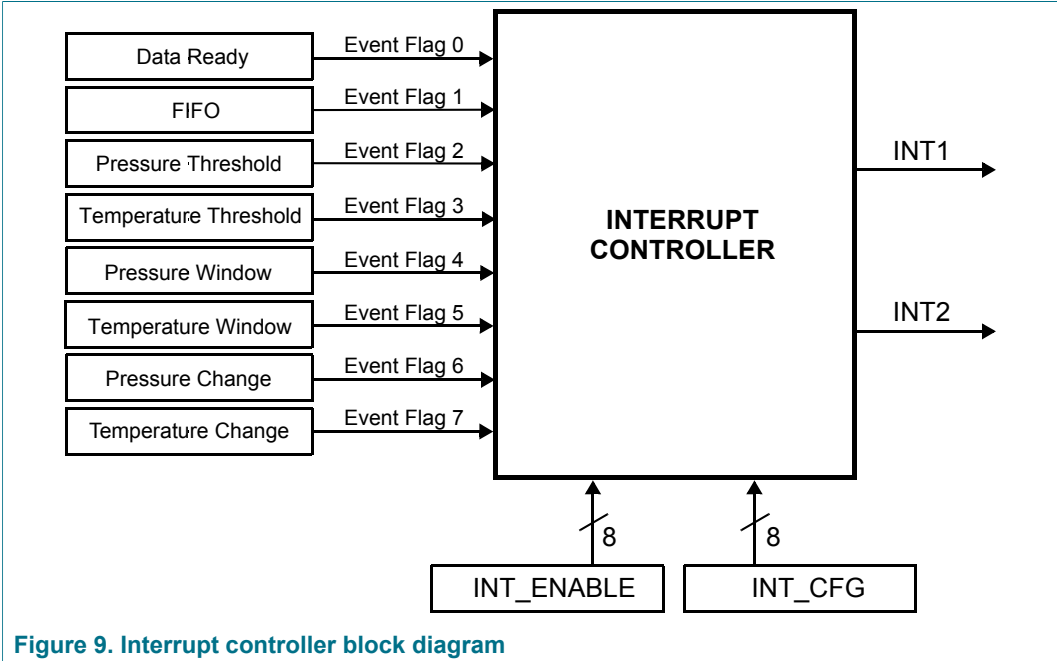 Data Ready
Event Flag 0
FIFO
Event Flag 1
Pressure Threshold
Event Flag 2
Temperature Threshold
Event Flag 3
Pressure Window
Event Flag 4
Temperature Window
Event Flag 5
Pressure Change
Event Flag 6
Temperature Change
Event Flag 7
INTERRUPT
CONTROLLER
INT1
INT2
8
8
INT_ENABLE
INT_CFG
Figure 9. Interrupt controller block diagram